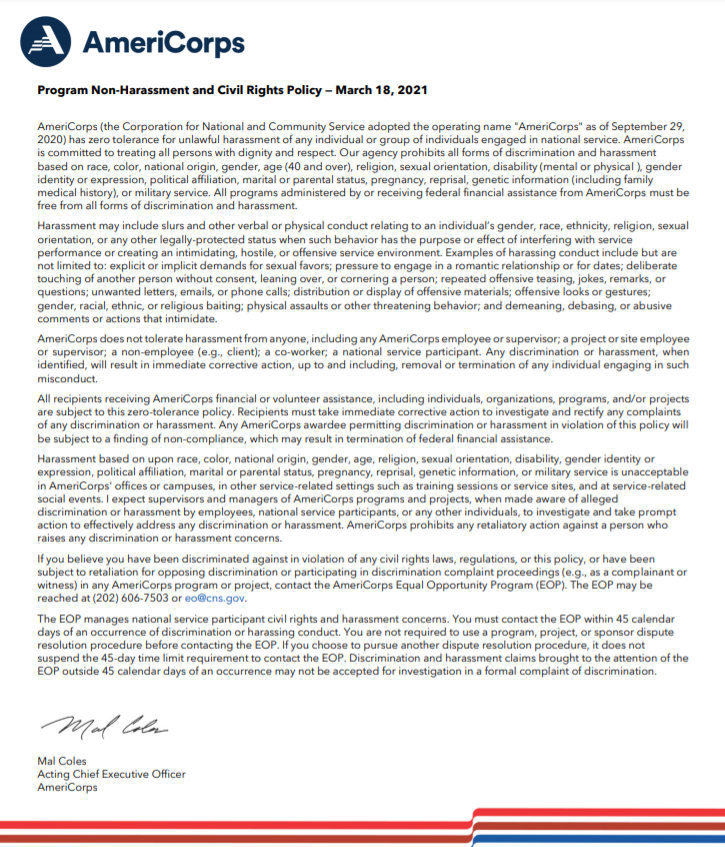 AmeriCorps
Program Non-Harassment and Civil Rights Policy – March 18, 2021
AmeriCorps (the Corporation for National and Community Service adopted the operating name "AmeriCorps" as of September 29,
2020) has zero tolerance for unlawful harassment of any individual or group of individuals engaged in national service. AmeriCorps
is committed to treating all persons with dignity and respect. Our agency prohibits all forms of discrimination and harassment
based on race, color, national origin, gender, age (40 and over), religion, sexual orientation, disability (mental or physical ), gender
identity or expression, political affiliation, marital or parental status, pregnancy, reprisal, genetic information (including family
medical history), or military service. All programs administered by or receiving federal financial assistance from AmeriCorps must be
free from all forms of discrimination and harassment.
Harassment may include slurs and other verbal or physical conduct relating to an individual's gender, race, ethnicity, religion, sexual
orientation, or any other legally-protected status when such behavior has the purpose or effect of interfering with service
performance or creating an intimidating, hostile, or offensive service environment. Examples of harassing conduct include but are
not limited to: explicit or implicit demands for sexual favors; pressure to engage in a romantic relationship or for dates; deliberate
touching of another person without consent, leaning over, or cornering a person; repeated offensive teasing, jokes, remarks, or
questions; unwanted letters, emails, or phone calls; distribution or display of offensive materials; offensive looks or gestures;
gender, racial, ethnic, or religious baiting; physical assaults or other threatening behavior; and demeaning, debasing, or abusive
comments or actions that intimidate.
AmeriCorps does not tolerate harassment from anyone, including any AmeriCorps employee or supervisor; a project or site employee
or supervisor; a non-employee (e.g., client); a co-worker; a national service participant. Any discrimination or harassment, when
identified, will result in immediate corrective action, up to and including, removal or termination of any individual engaging in such
misconduct.
All recipients receiving AmeriCorps financial or volunteer assistance, including individuals, organizations, programs, and/or projects
are subject to this zero-tolerance policy. Recipients must take immediate corrective action to investigate and rectify any complaints
of any discrimination or harassment. Any AmeriCorps awardee permitting discrimination or harassment in violation of this policy will
be subject to a finding of non-compliance, which may result in termination of federal financial assistance.
Harassment based on upon race, color, national origin, gender, age, religion, sexual orientation, disability, gender identity or
expression, political affiliation, marital or parental status, pregnancy, reprisal, genetic information, or military service is unacceptable
in AmeriCorps' offices or campuses, in other service-related settings such as training sessions or service sites, and at service-related
social events. I expect supervisors and managers of AmeriCorps programs and projects, when made aware of alleged
discrimination or harassment by employees, national service participants, or any other individuals, to investigate and take prompt
action to effectively address any discrimination or harassment. AmeriCorps prohibits any retaliatory action against a person who
raises any discrimination or harassment concerns.
If you believe you have been discriminated against in violation of any civil rights laws, regulations, or this policy, or have been
subject to retaliation for opposing discrimination or participating in discrimination complaint proceedings (e.g., as a complainant or
witness) in any AmeriCorps program or project, contact the AmeriCorps Equal Opportunity Program (EOP). The EOP may be
reached at (202) 606-7503 or eo@cns.gov.
The EOP manages national service participant civil rights and harassment concerns. You must contact the EOP within 45 calendar
days of an occurrence of discrimination or harassing conduct. You are not required to use a program, project, or sponsor dispute
resolution procedure before contacting the EOP. If you choose to pursue another dispute resolution procedure, it does not
suspend the 45-day time limit requirement to contact the EOP. Discrimination and harassment claims brought to the attention of the
EOP outside 45 calendar days of an occurrence may not be accepted for investigation in a formal complaint of discrimination.
Mal Coles
Mal Coles
Acting Chief Executive Officer
AmeriCorps